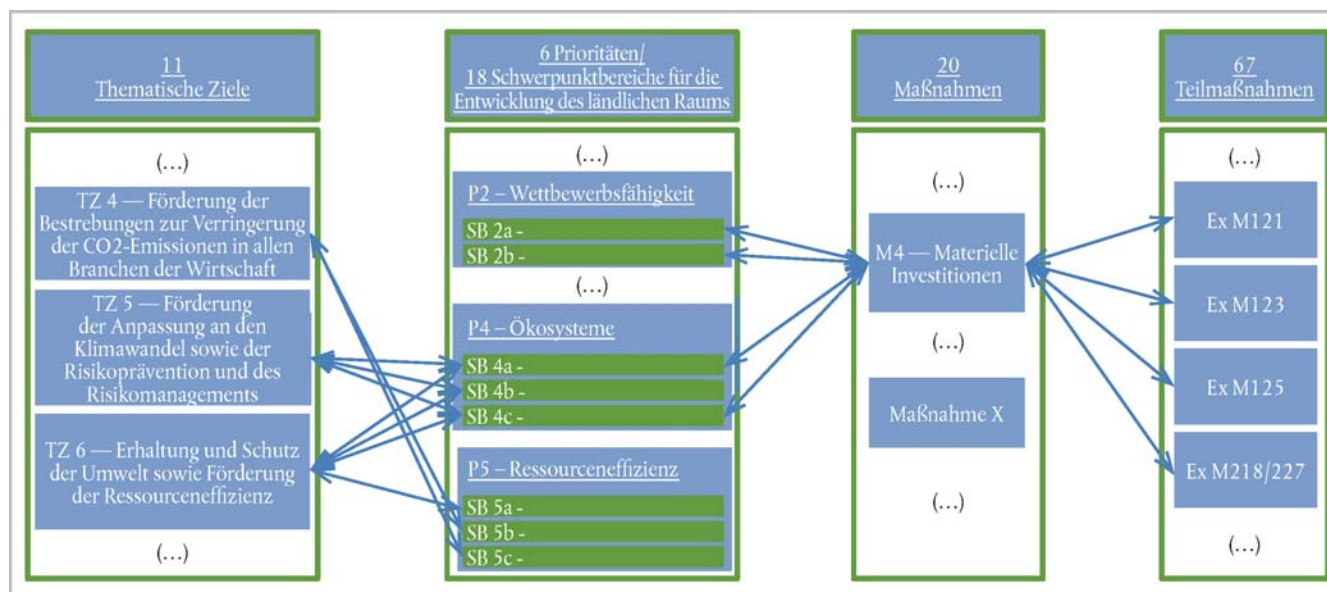 11
Thematische Ziele
(…)
TZ 4 — Förderung der
Bestrebungen zur Verringerung
der CO2-Emissionen in allen
Branchen der Wirtschaft
TZ 5 — Förderung
der Anpassung an den
Klimawandel sowie der
Risikoprävention und des
Risikomanagements
TZ 6 — Erhaltung und Schutz
der Umwelt sowie Förderung
der Ressourceneffizienz
(…)
6 Prioritäten/
18 Schwerpunktbereiche für die
Entwicklung des ländlichen Raums
(…)
P2 – Wettbewerbsfähigkeit
SB 2a -
SB 2b -
(…)
P4 – Ökosysteme
SB 4a -
SB 4b -
SB 4c -
P5 – Ressourceneffizienz
SB 5a -
SB 5b -
SB 5c -
20
Maßnahmen
(…)
M4 — Materielle
Investitionen
(…)
Maßnahme X
(…)
67
Teilmaßnahmen
(…)
Ex M121
Ex M123
Ex M125
Ex M218/227
(…)